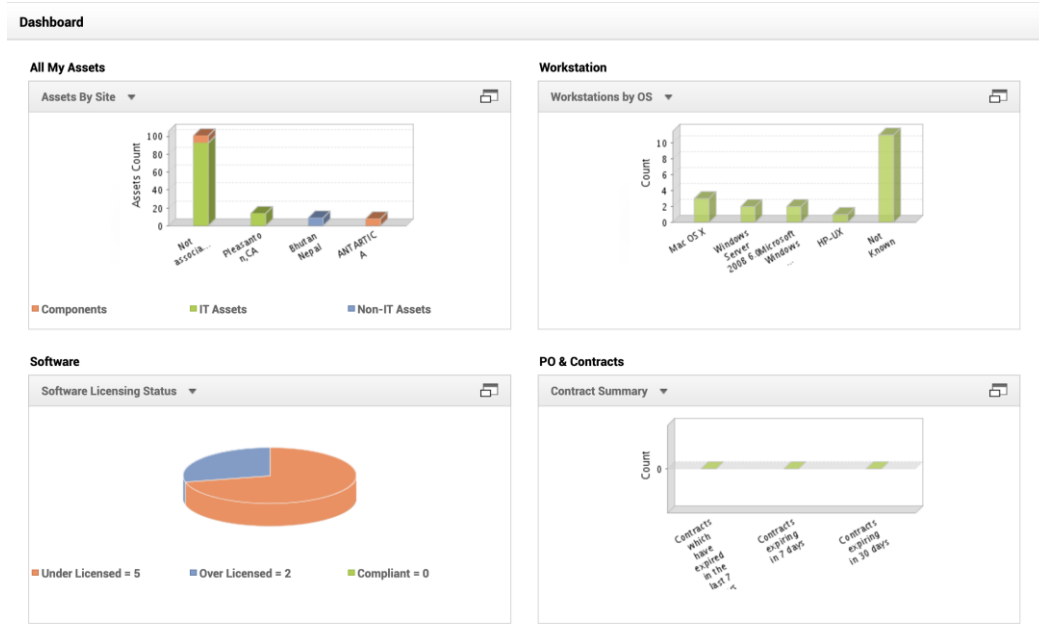 Dashboard
All My Assets
Assets By Site
Assets Count
100
80
60
40
20
0
Not
associa...
Pleasanto
n,CA
Bhutan
Nepal
ANTARTIC
A
Components
IT Assets
Non-IT Assets
Workstation
Workstations by OS
Count
10
8
6
4
2
0
Mac OS X
Windows
Server
2008 6.0
Microsoft
Windows
...
HP-UX
Not
Known
Software
Software Licensing Status
Under Licensed = 5
Over Licensed = 2
Compliant = 0
PO & Contracts
Contract Summary
Count
0
Contracts
which
have
expired
in the
last 7
Contracts
expiring
in 7 days
Contracts
expiring
in 30 days